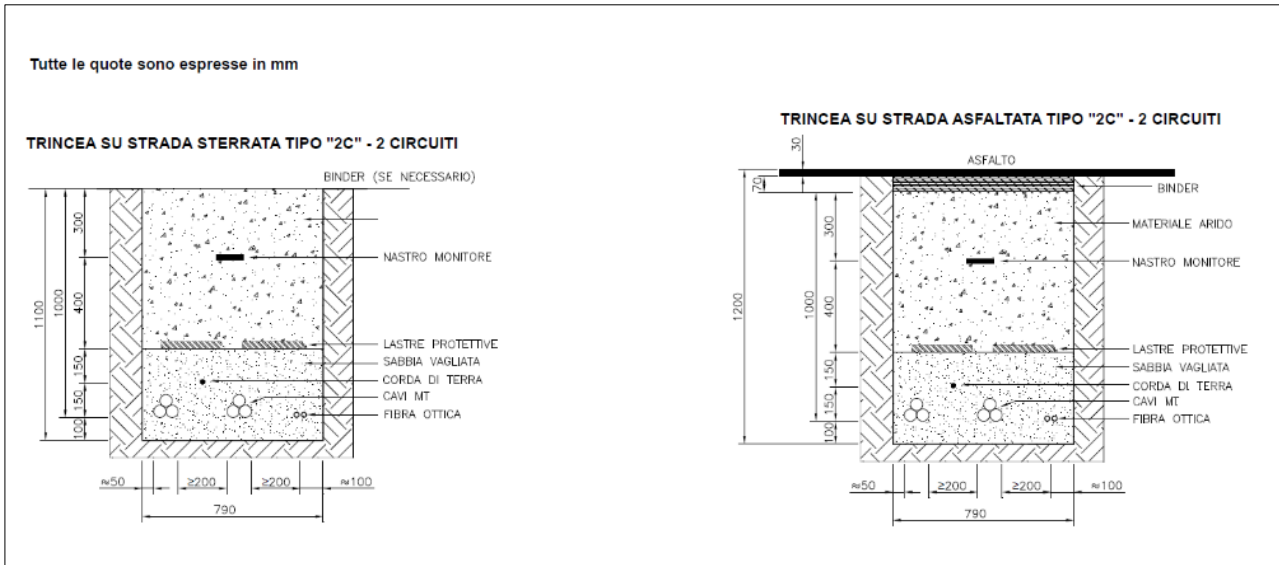 Tutte le quote sono espresse in mm
TRINCEA SU STRADA STERRATA TIPO "2C" - 2 CIRCUITI
BINDER (SE NECESSARIO)
300
NASTRO MONITORE
400
1000
1100
LASTRE PROTETTIVE
150
SABBIA VAGLIATA
CORDA DI TERRA
150
CAVI MT
FIBRA OTTICA
100
≈50
≥200
≥200
≈100
790
TRINCEA SU STRADA ASFALTATA TIPO "2C" - 2 CIRCUITI
30
ASFALTO
70
BINDER
300
MATERIALE ARIDO
NASTRO MONITORE
400
1000
1200
LASTRE PROTETTIVE
150
SABBIA VAGLIATA
CORDA DI TERRA
150
CAVI MT
FIBRA OTTICA
100
≈50
≥200
≥200
≈100
790